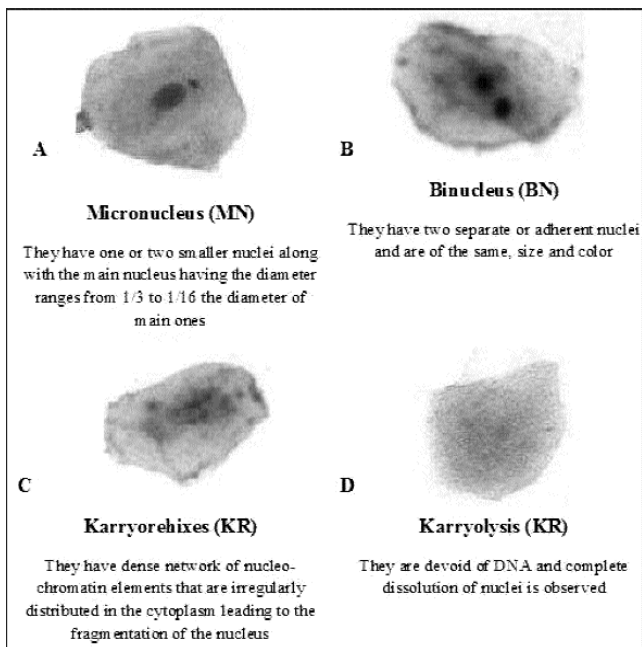 A
B
Micronucleus (MN)
They have one or two smaller nuclei along
with the main nucleus having the diameter
ranges from 1/3 to 1/16 the diameter of
main ones
Binucleus (BN)
They have two separate or adherent nuclei
and are of the same, size and color
C
D
Karryorehixes (KR)
They have dense network of nucleo-
chromatin elements that are irregularly
distributed in the cytoplasm leading to the
fragmentation of the nucleus
Karryolysis (KR)
They are devoid of DNA and complete
dissolution of nuclei is observed